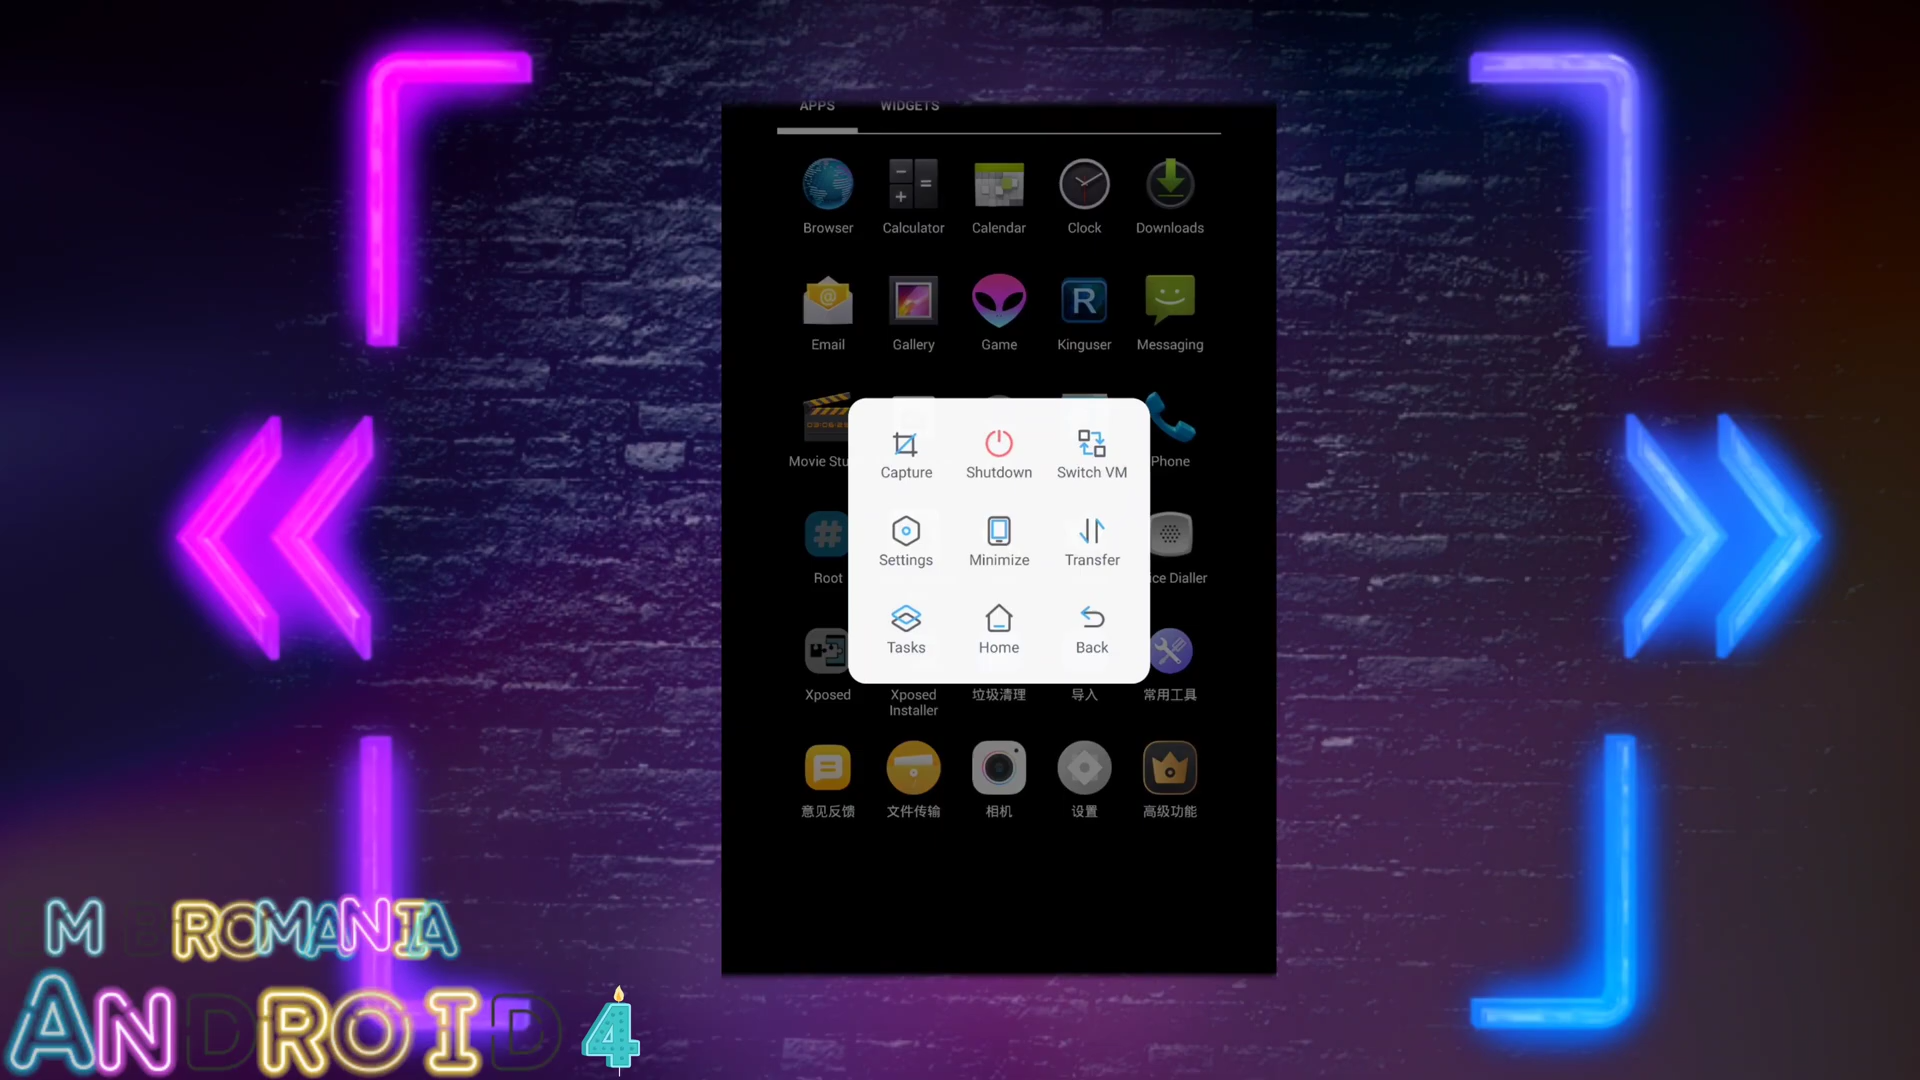 APPS WIDGETS
Browser Calculator Calendar Clock Downloads
Email Gallery Game Kinguser Messaging
Movie Stu Phone
Capture Shutdown Switch VM
Root ice Dialler
Settings Minimize Transfer
Tasks Home Back
Xposed Xposed Installer 垃圾清理 导入 常用工具
意见反馈 文件传输 相机 设置 高级功能
ROMANIA
ANDROID 4